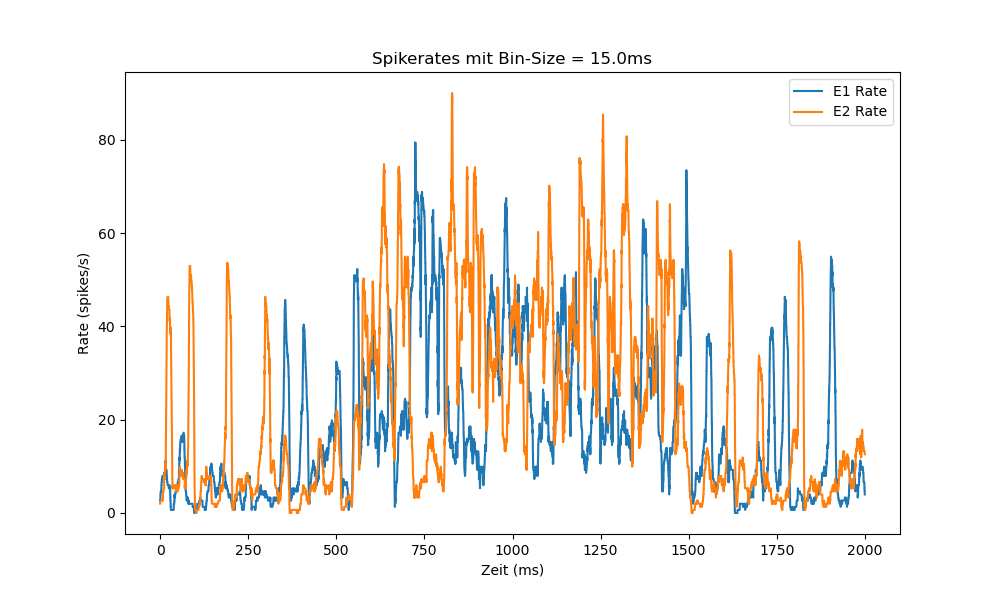 Spikerates mit Bin-Size = 15.0ms
E1 Rate
E2 Rate
Rate (spikes/s)
80
60
40
20
0
0 250 500 750 1000 1250 1500 1750 2000
Zeit (ms)